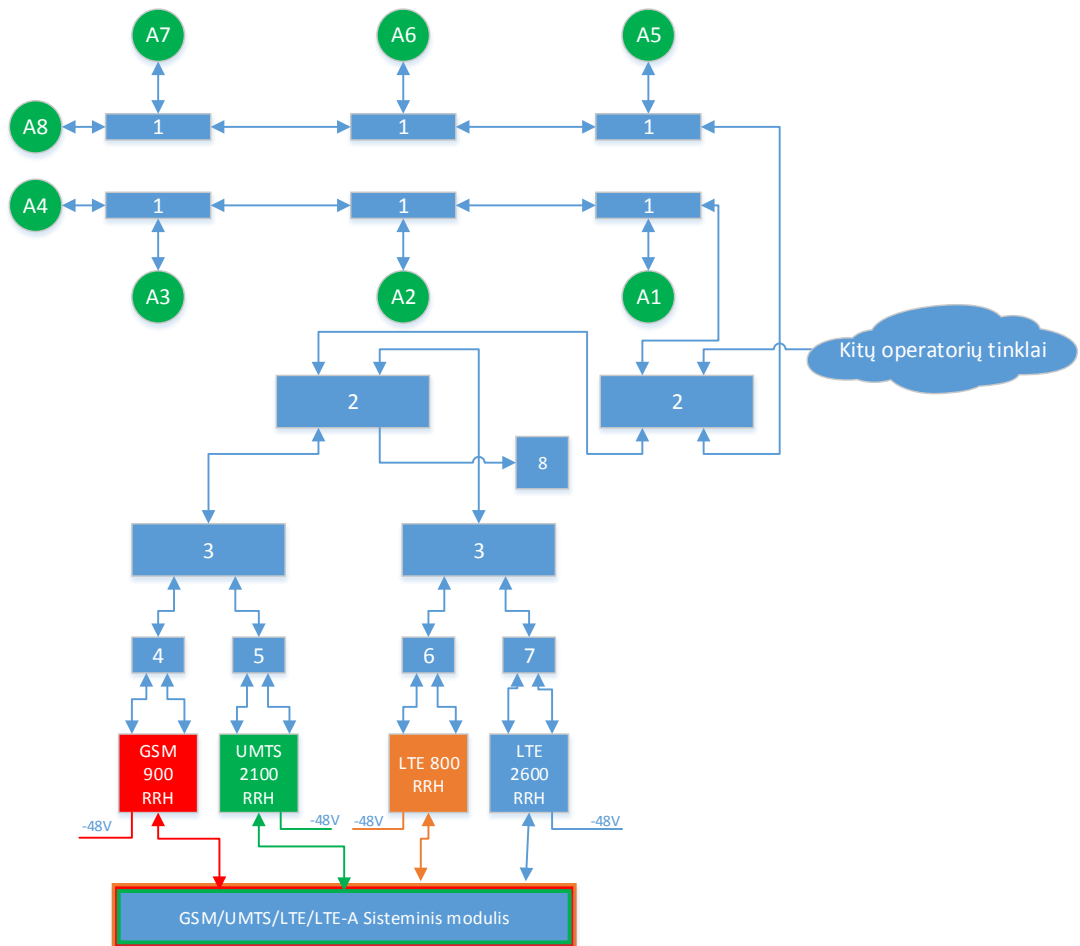 A7
A6
A5
A8
1
1
1
A4
1
1
1
A3
A2
A1
Kitų operatorių tinklai
2
2
8
3
3
4
5
6
7
GSM
900
RRH
UMTS
2100
RRH
LTE 800
RRH
LTE
2600
RRH
-48V
-48V
-48V
-48V
GSM/UMTS/LTE/LTE-A Sisteminis modulis